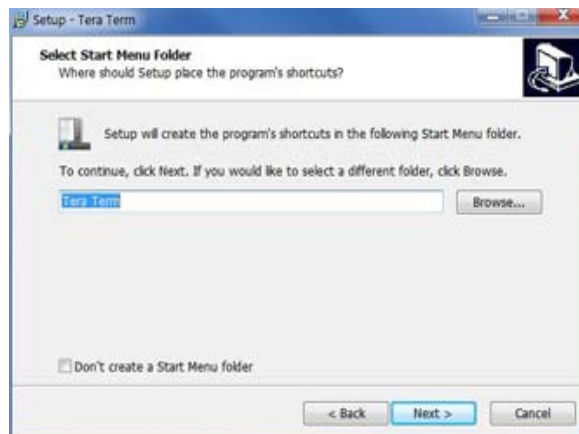 Setup - Tera Term
Select Start Menu Folder
Where should Setup place the program's shortcuts?
Setup will create the program's shortcuts in the following Start Menu folder.
To continue, click Next. If you would like to select a different folder, click Browse.
Tera Term
Browse...
Don't create a Start Menu folder
< Back
Next >
Cancel